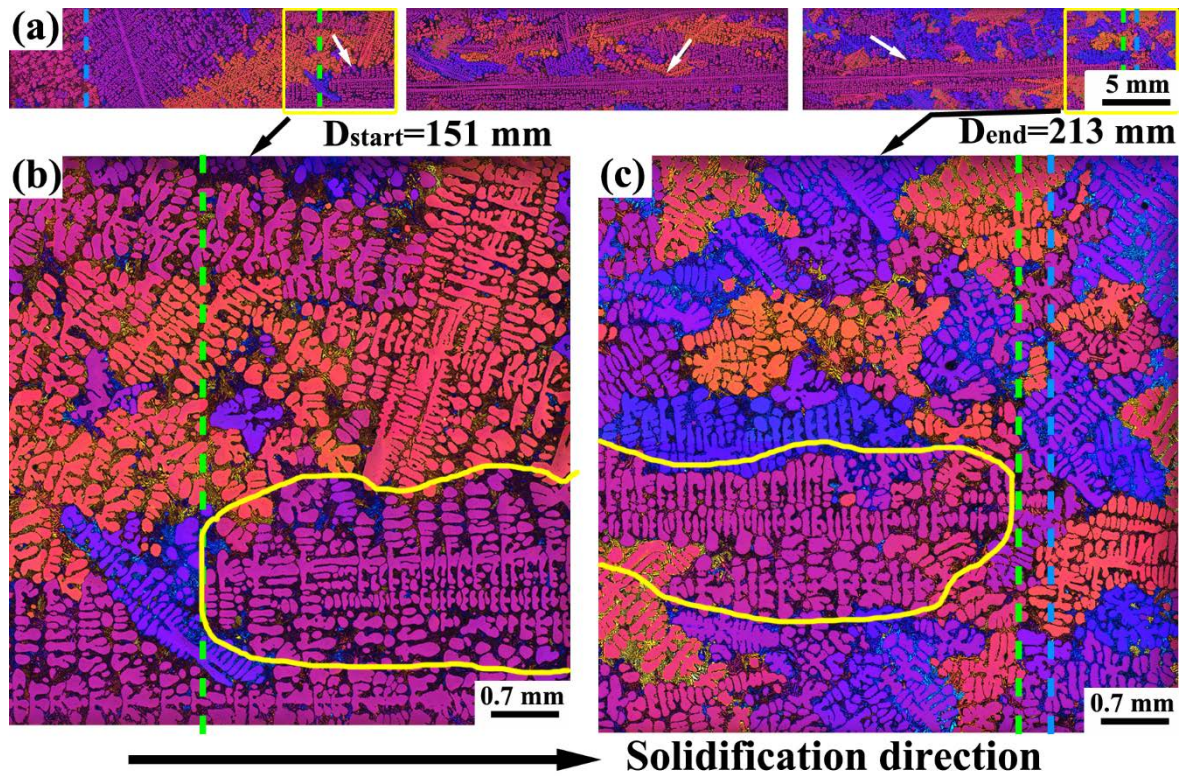 (a)
5 mm
Dstart=151 mm
Dend=213 mm
(b)
(c)
0.7 mm
0.7 mm
Solidification direction